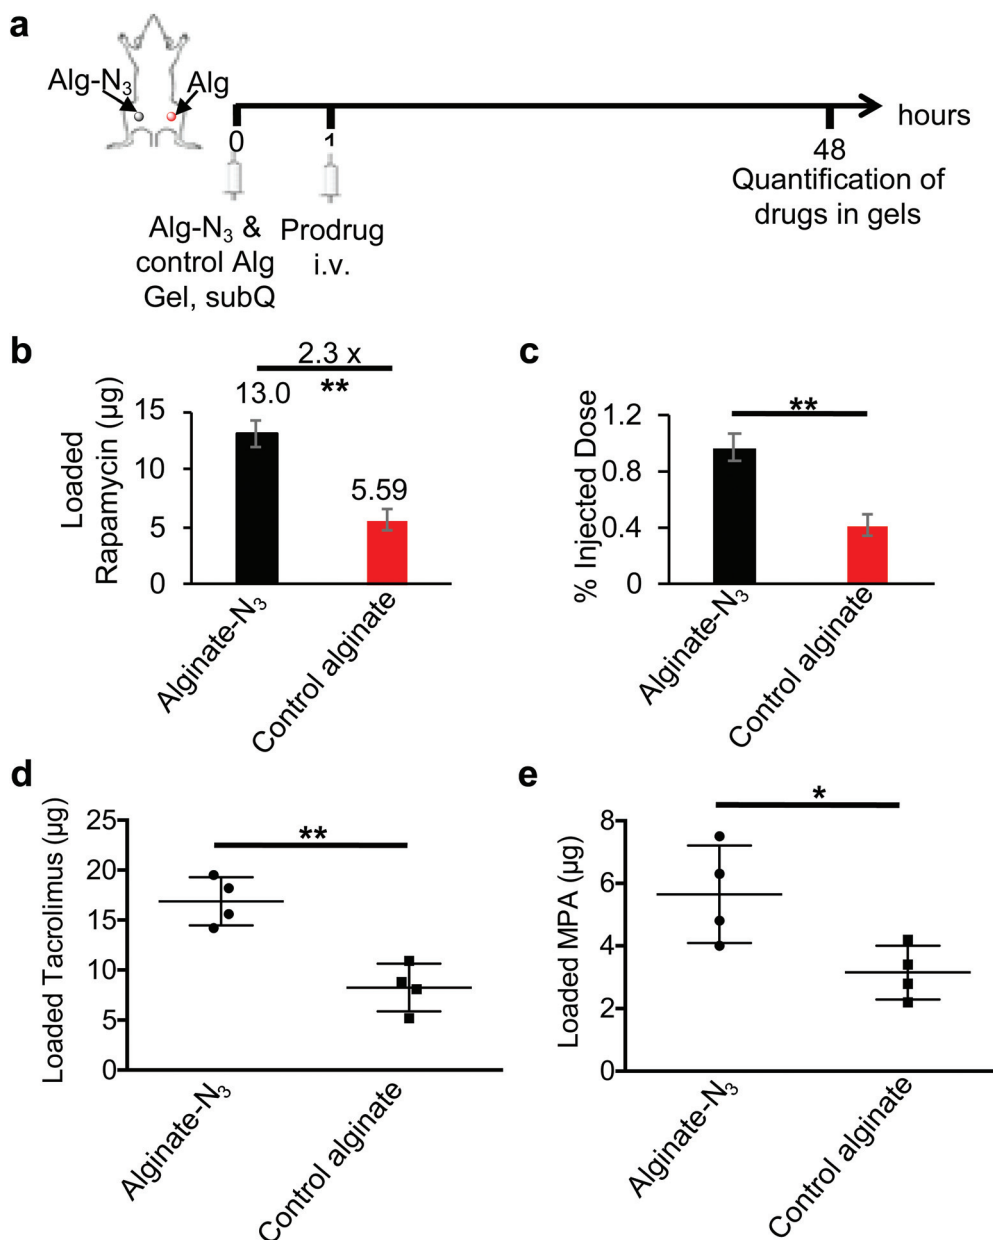 a
Alg-N₃
Alg
hours
0
1
48
Alg-N₃ &
control Alg
Gel, subQ
Prodrug
i.v.
Quantification of
drugs in gels
b
2.3 x
**
13.0
5.59
Loaded
Rapamycin (µg)
15
10
5
0
Alginate-N₃
Control alginate
c
**
% Injected Dose
1.2
0.8
0.4
0
Alginate-N₃
Control alginate
d
**
Loaded Tacrolimus (µg)
25
20
15
10
5
0
Alginate-N₃
Control alginate
e
*
Loaded MPA (µg)
8
6
4
2
0
Alginate-N₃
Control alginate